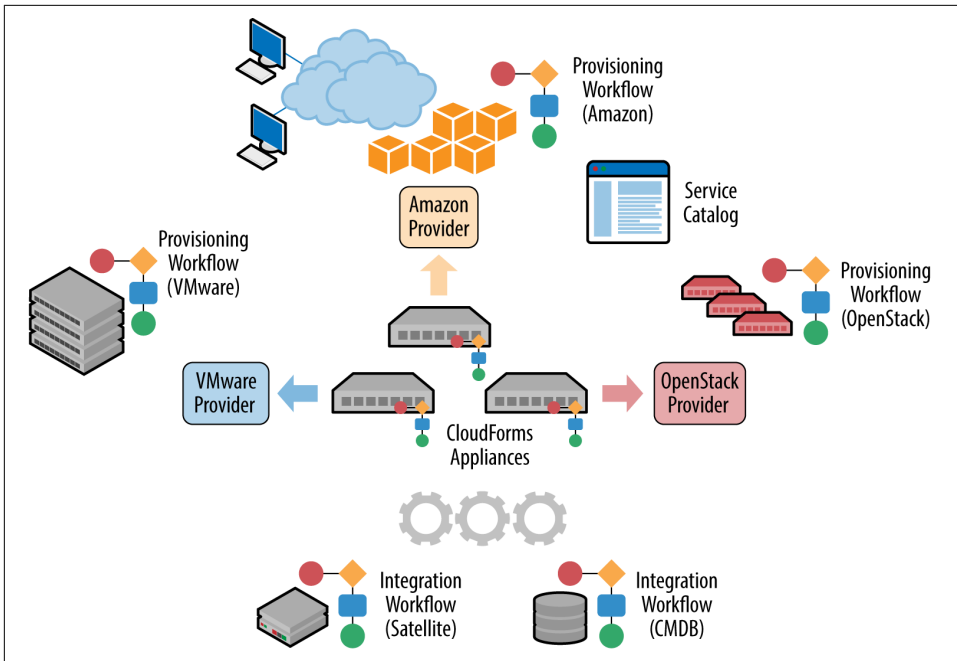 Provisioning
Workflow
(Amazon)
Service
Catalog
Amazon
Provider
Provisioning
Workflow
(VMware)
Provisioning
Workflow
(OpenStack)
VMware
Provider
OpenStack
Provider
CloudForms
Appliances
Integration
Workflow
(Satellite)
Integration
Workflow
(CMDB)